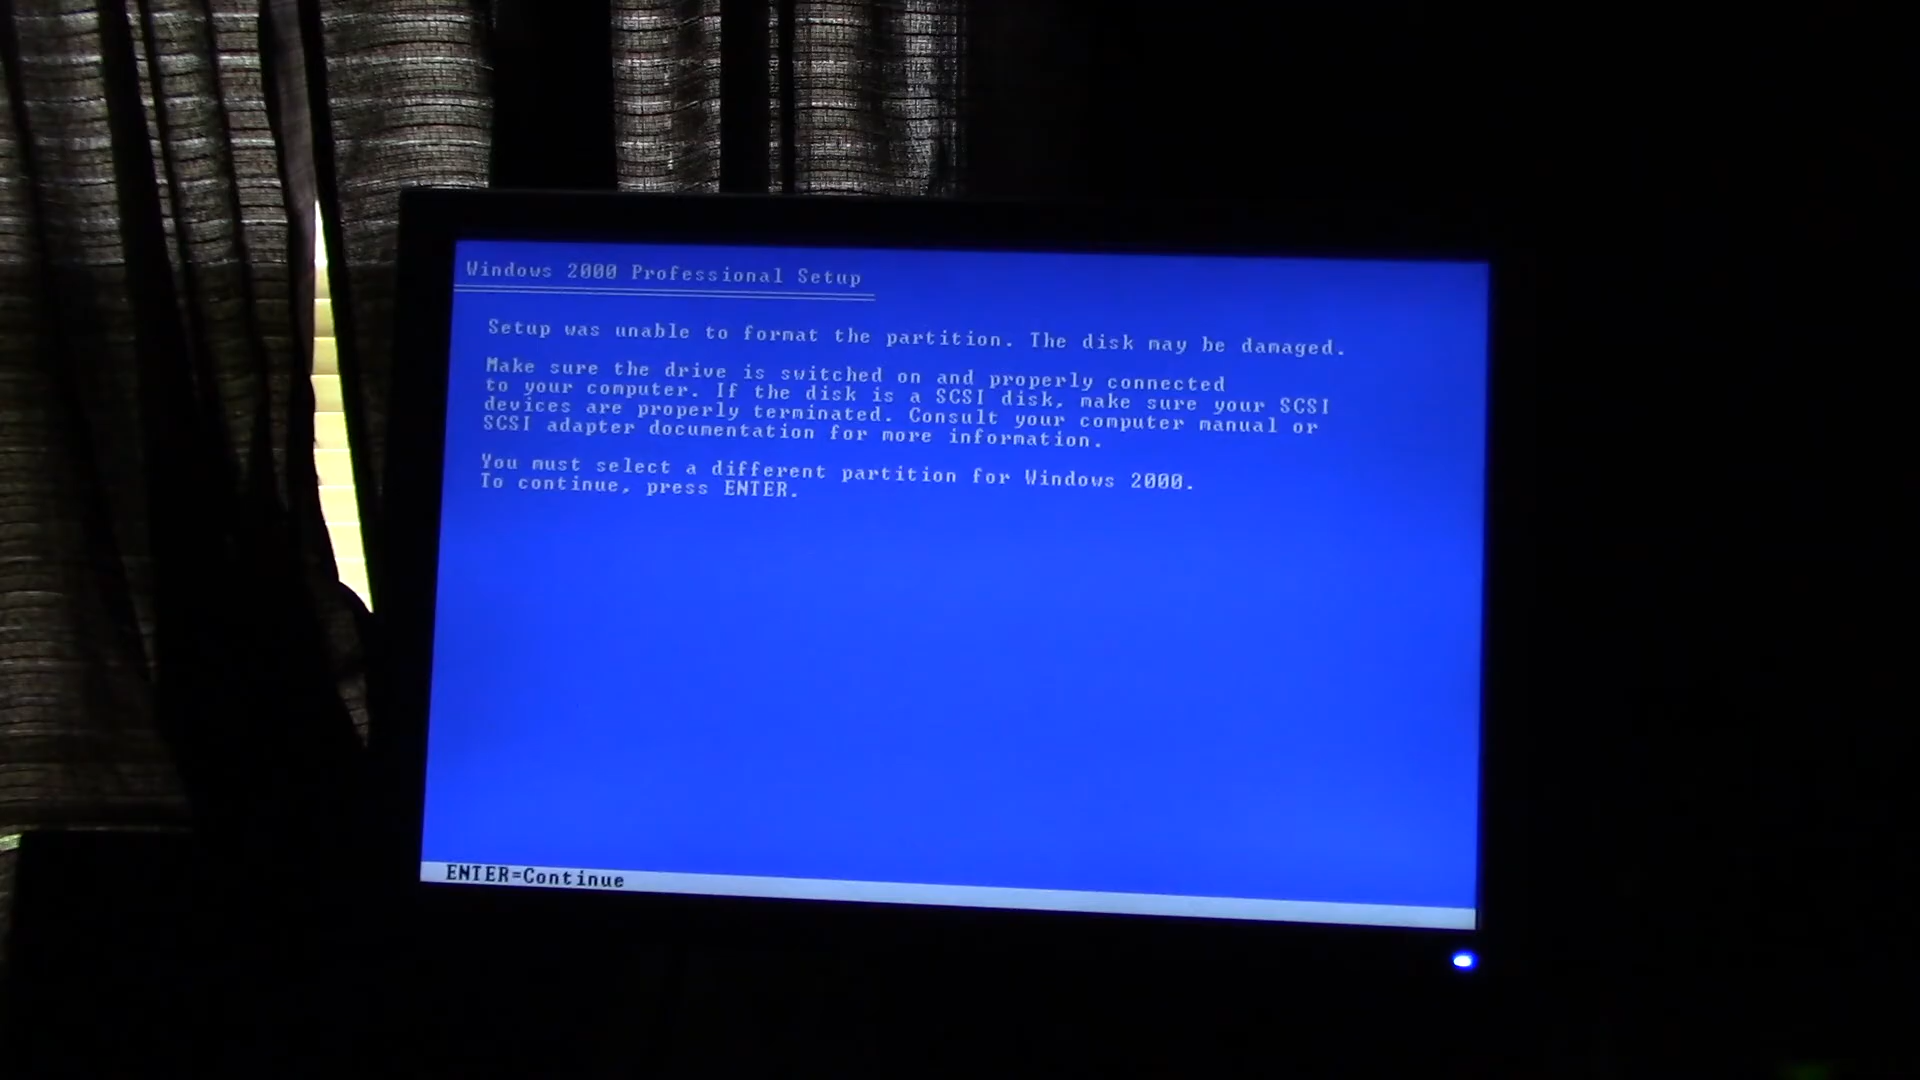 Windows 2000 Professional Setup
Setup was unable to format the partition. The disk may be damaged.
Make sure the drive is switched on and properly connected
to your computer. If the disk is a SCSI disk, make sure your SCSI
devices are properly terminated. Consult your computer manual or
SCSI adapter documentation for more information.
You must select a different partition for Windows 2000.
To continue, press ENTER.
ENTER=Continue